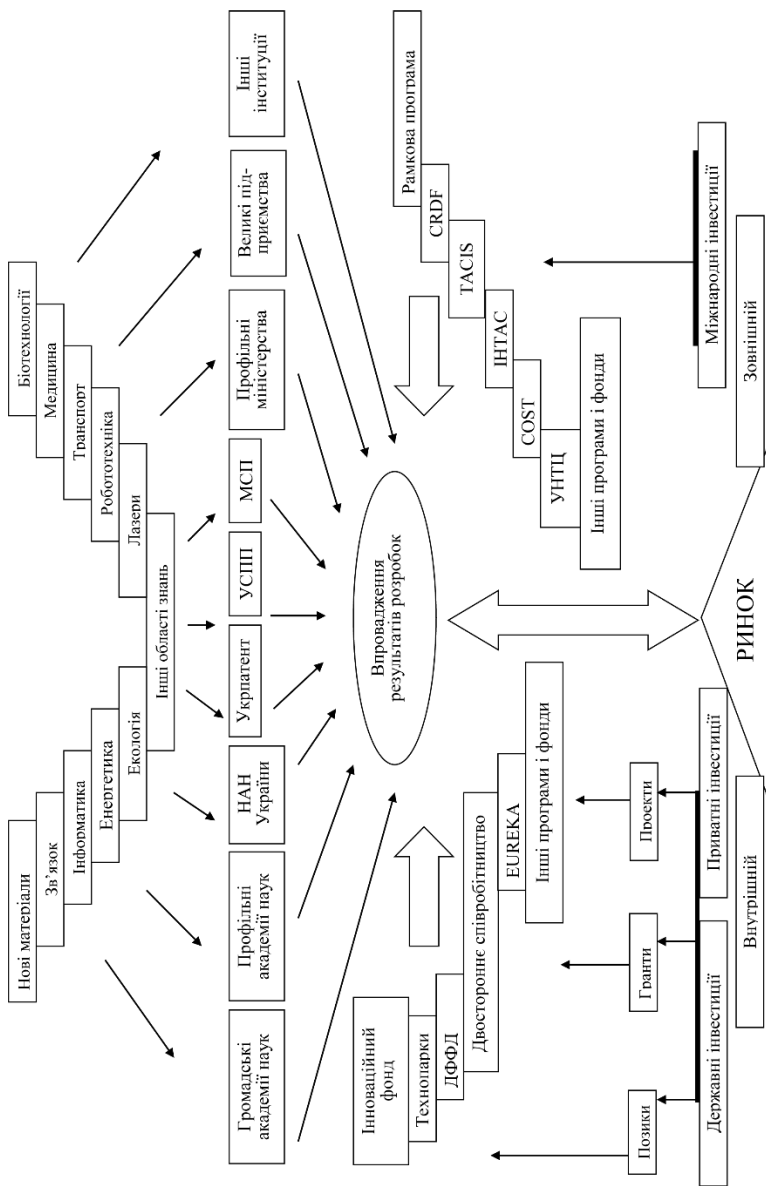 Нові матеріали
Зв’язок
Інформатика
Енергетика
Екологія
Інші області знань
Лазери
Робототехніка
Транспорт
Медицина
Біотехнології
Громадські
академії наук
Профільні
академії наук
НАН
України
Укрпатент
УСПП
МСП
Профільні
міністерства
Великі під-
приємства
Інші
інституції
Впровадження
результатів розробок
Інноваційний
фонд
Технопарки
ДФФД
Двостороннє співробітництво
EUREKA
Інші програми і фонди
Рамкова програма
CRDF
TACIS
ІНТАС
COST
УНТЦ
Інші програми і фонди
Позики
Гранти
Проекти
Державні інвестиції
Приватні інвестиції
Міжнародні інвестиції
Внутрішній
Зовнішній
РИНОК